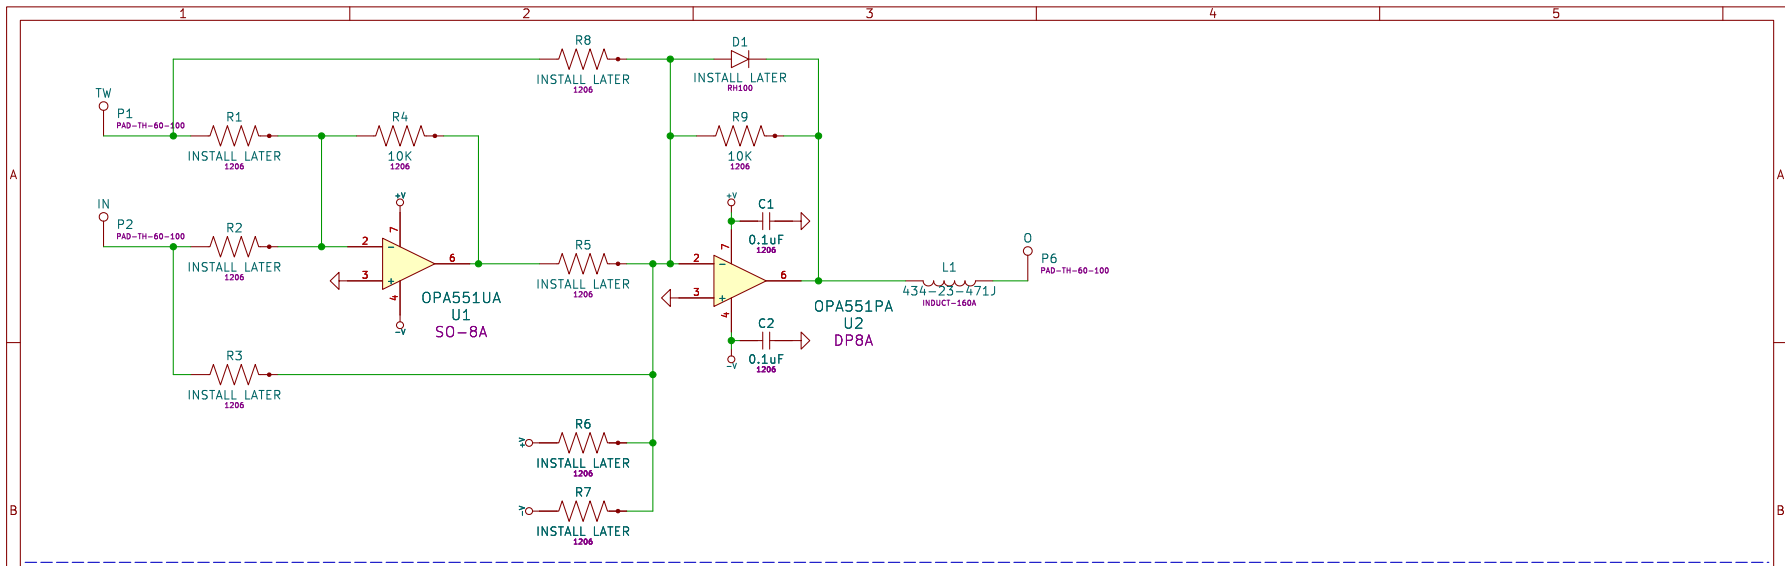 1 2 3 4 5
A A
B B
R8
INSTALL LATER
1206
D1
INSTALL LATER
RH100
TW
P1
PAD-TH-60-100
R1
INSTALL LATER
1206
R4
10K
1206
R9
10K
1206
IN
P2
PAD-TH-60-100
R2
INSTALL LATER
1206
+V
7
2
-
3
+
6
4
-V
OPA551UA
U1
SO-8A
R5
INSTALL LATER
1206
+V
C1
0.1uF
1206
7
2
-
3
+
6
4
C2
0.1uF
1206
-V
OPA551PA
U2
DP8A
L1
434-23-471J
INDUCT-160A
O
P6
PAD-TH-60-100
R3
INSTALL LATER
1206
+V
R6
INSTALL LATER
1206
-V
R7
INSTALL LATER
1206